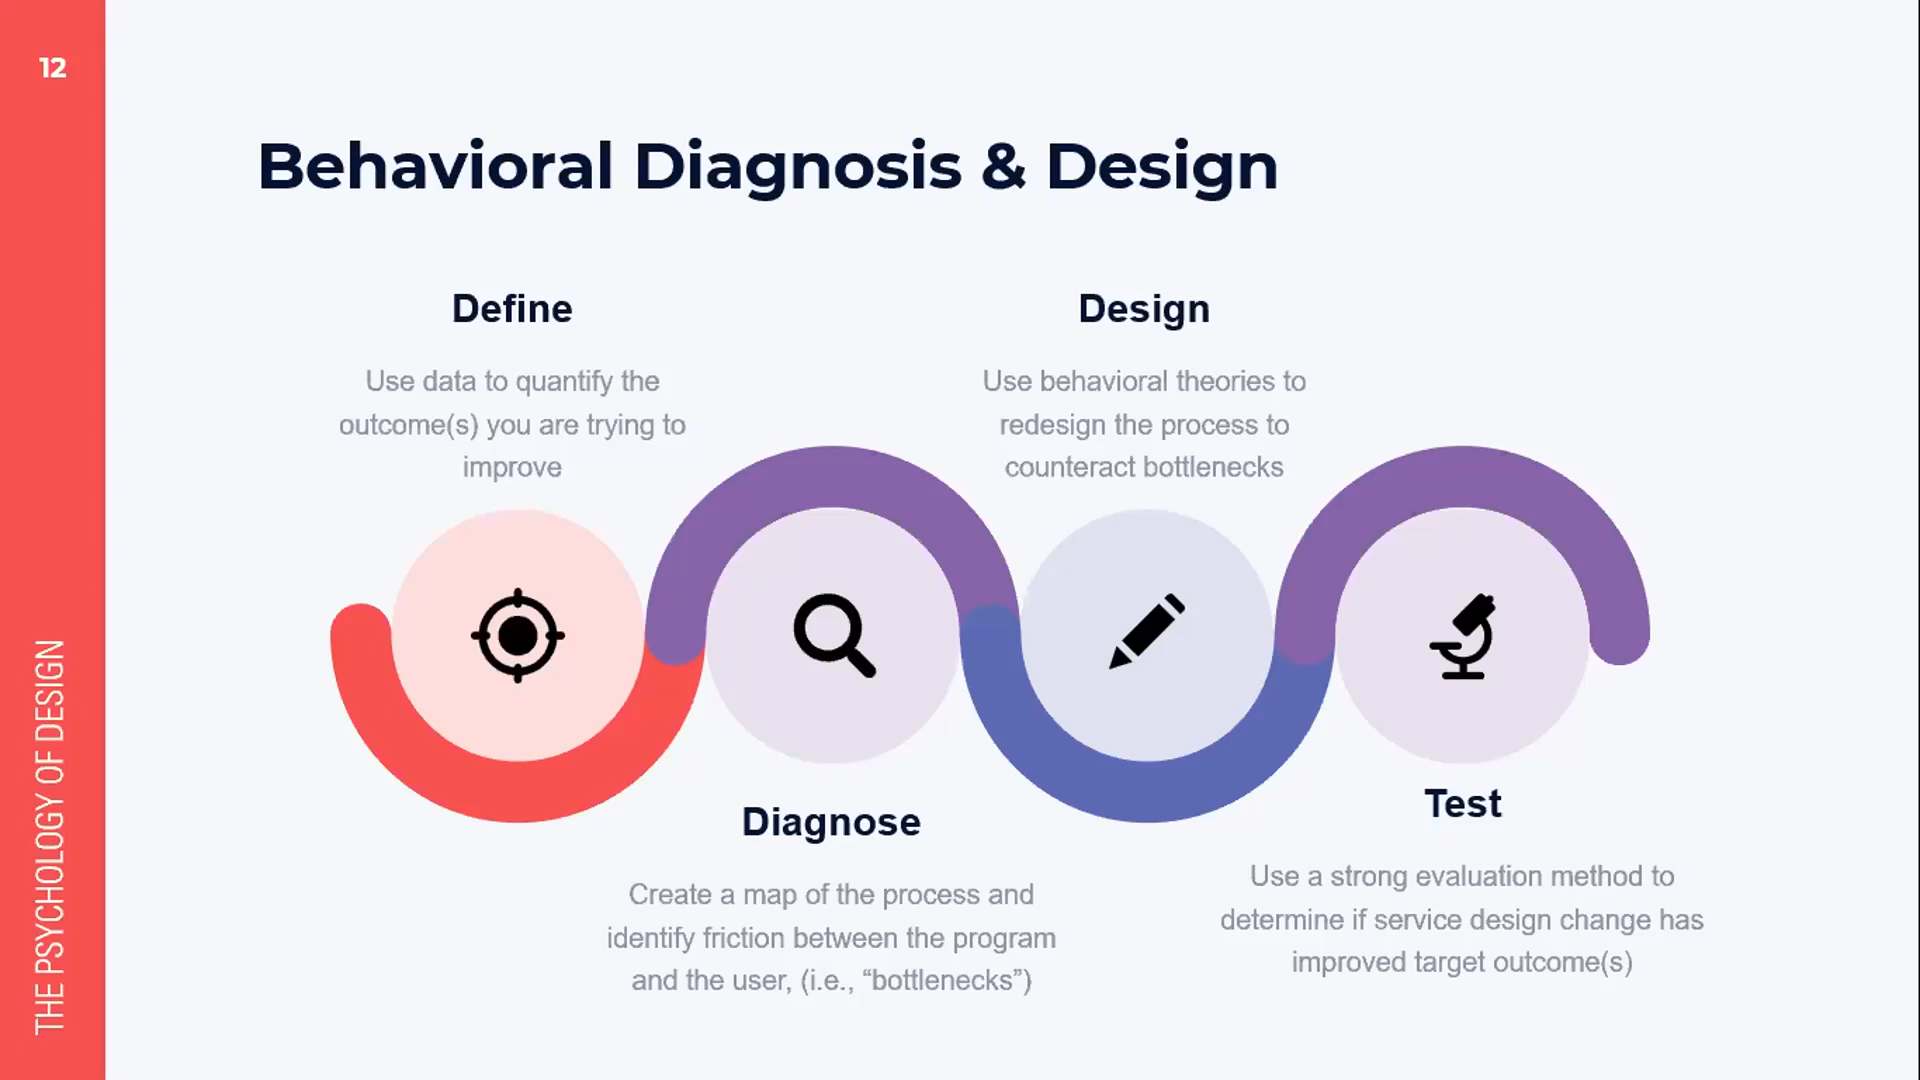 12
THE PSYCHOLOGY OF DESIGN
Behavioral Diagnosis & Design
Define
Use data to quantify the
outcome(s) you are trying to
improve
Diagnose
Create a map of the process and
identify friction between the program
and the user, (i.e., “bottlenecks”)
Design
Use behavioral theories to
redesign the process to
counteract bottlenecks
Test
Use a strong evaluation method to
determine if service design change has
improved target outcome(s)